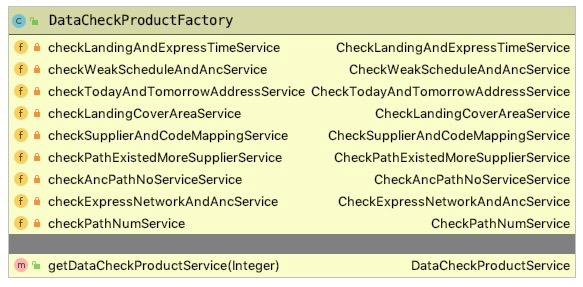 DataCheckProductFactory
checkLandingAndExpressTimeService CheckLandingAndExpressTimeService
checkWeakScheduleAndAncService CheckWeakScheduleAndAncService
checkTodayAndTomorrowAddressService CheckTodayAndTomorrowAddressService
checkLandingCoverAreaService CheckLandingCoverAreaService
checkSupplierAndCodeMappingService CheckSupplierAndCodeMappingService
checkPathExistedMoreSupplierService CheckPathExistedMoreSupplierService
checkAncPathNoServiceService CheckAncPathNoServiceService
checkExpressNetworkAndAncService CheckExpressNetworkAndAncService
checkPathNumService CheckPathNumService
getDataCheckProductService(Integer) DataCheckProductService